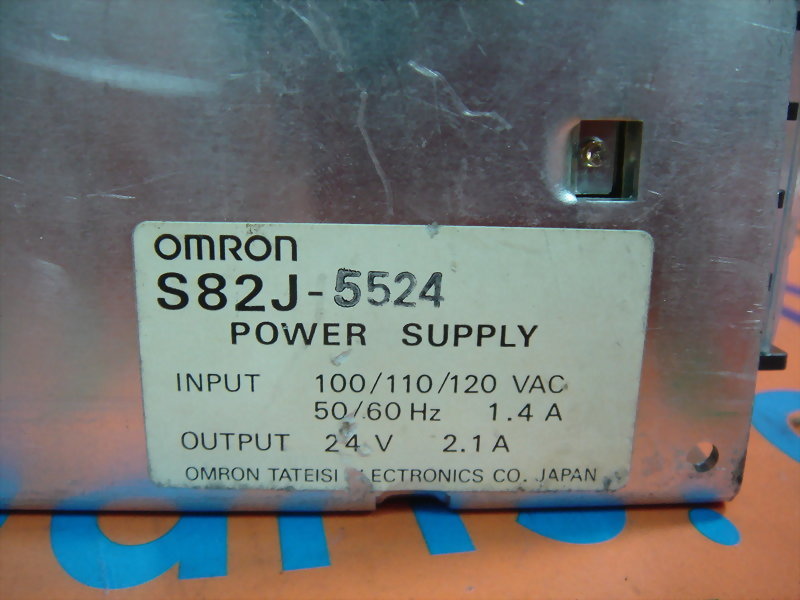 OMRON
S82J-5524
POWER SUPPLY
INPUT 100/110/120 VAC
50/60 Hz 1.4 A
OUTPUT 24 V 2.1 A
OMRON TATEISI CO. JAPAN